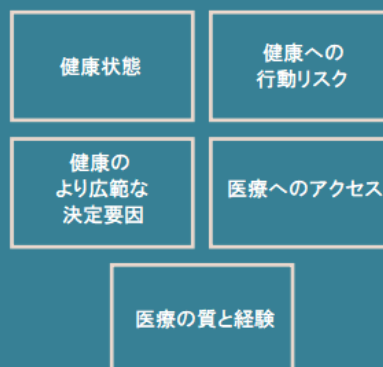 健康状態
健康への
行動リスク
健康の
より広範な
決定要因
医療へのアクセス
医療の質と経験